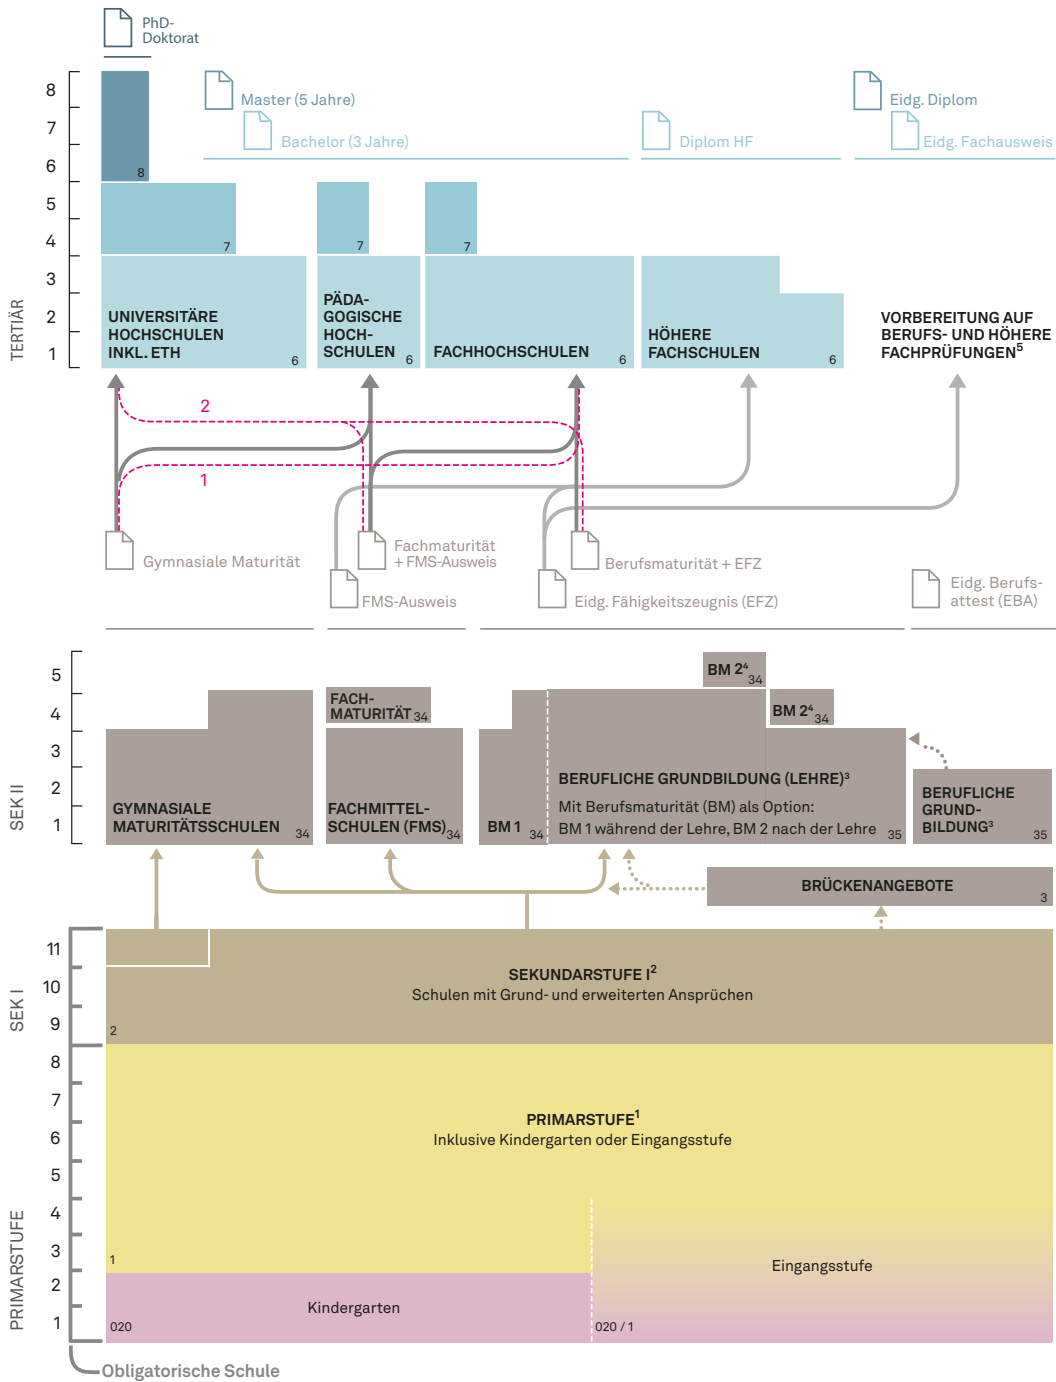 PhD-
Doktorat
8
7
6
5
4
3
2
1
TERTIÄR
Master (5 Jahre)
Bachelor (3 Jahre)
Diplom HF
Eidg. Diplom
Eidg. Fachausweis
8
7
7
7
UNIVERSITÄRE
HOCHSCHULEN
INKL. ETH
6
PÄDA-
GOGISCHE
HOCH-
SCHULEN
6
FACHHOCHSCHULEN
6
HÖHERE
FACHSCHULEN
6
VORBEREITUNG AUF
BERUFS- UND HÖHERE
FACHPRÜFUNGEN⁵
2
1
Gymnasiale Maturität
Fachmaturität
+ FMS-Ausweis
Berufsmaturität + EFZ
FMS-Ausweis
Eidg. Fähigkeitszeugnis (EFZ)
Eidg. Berufs-
attest (EBA)
5
4
3
2
1
SEK II
GYMNASIALE
MATURITÄTSSCHULEN
34
FACH-
MATURITÄT
34
FACHMITTEL-
SCHULEN (FMS)
34
BM 1
34
BM 2⁴
34
BM 2⁴
34
BERUFLICHE GRUNDBILDUNG (LEHRE)³
Mit Berufsmaturität (BM) als Option:
BM 1 während der Lehre, BM 2 nach der Lehre
35
BERUFLICHE
GRUND-
BILDUNG³
35
BRÜCKENANGEBOTE
3
11
10
9
SEK I
SEKUNDARSTUFE I²
Schulen mit Grund- und erweiterten Ansprüchen
2
8
7
6
5
4
3
2
1
PRIMARSTUFE
PRIMARSTUFE¹
Inklusive Kindergarten oder Eingangsstufe
1
Eingangsstufe
Kindergarten
020
020 / 1
Obligatorische Schule